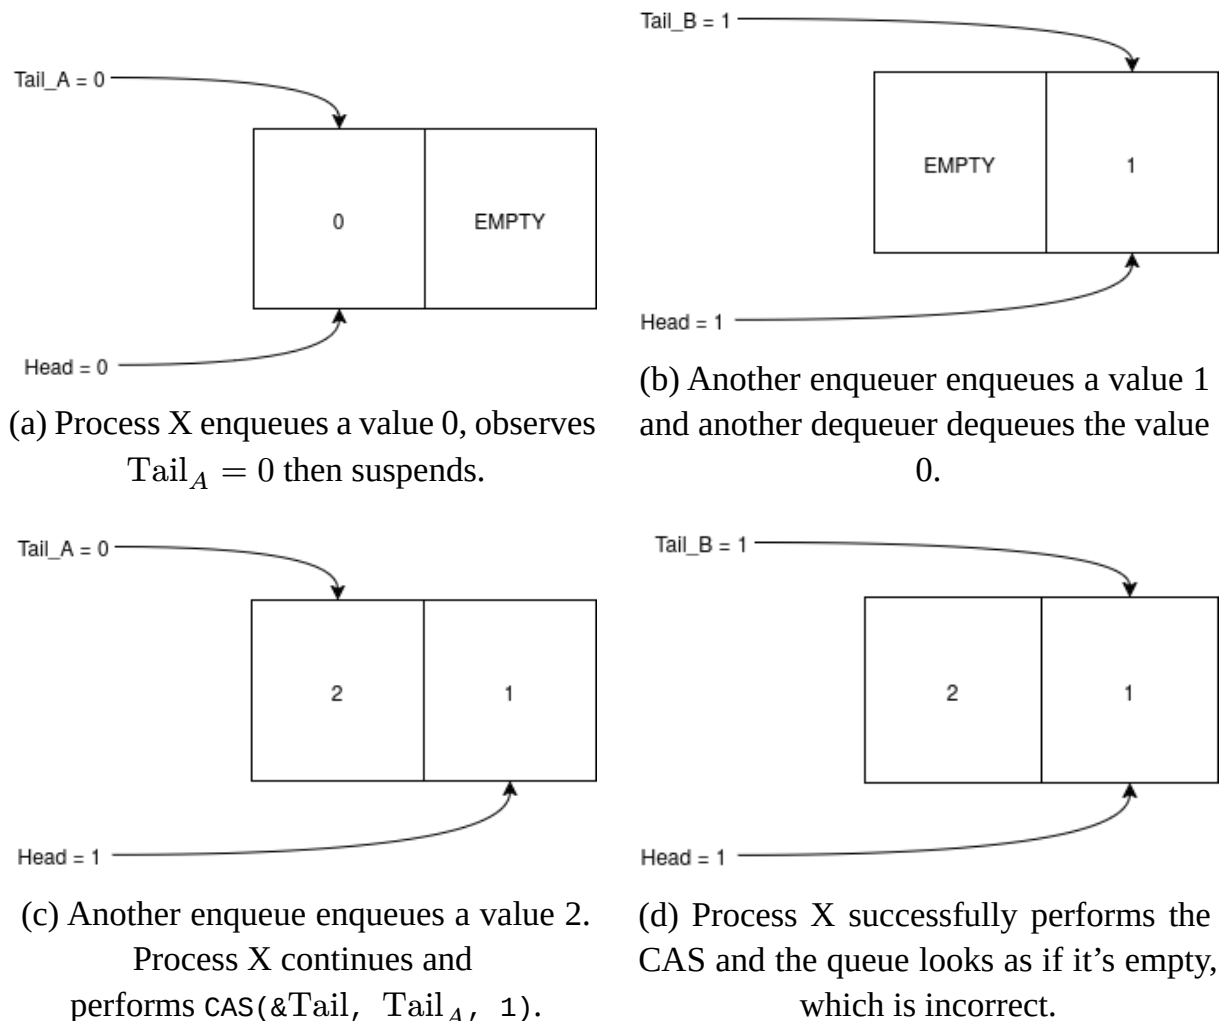 Tail_A = 0
0
EMPTY
Head = 0
(a) Process X enqueues a value 0, observes
Tail_A = 0 then suspends.
Tail_B = 1
EMPTY
1
Head = 1
(b) Another enqueuer enqueues a value 1
and another dequeuer dequeues the value
0.
Tail_A = 0
2
1
Head = 1
(c) Another enqueue enqueues a value 2.
Process X continues and
performs CAS(&Tail, Tail_A, 1).
Tail_B = 1
2
1
Head = 1
(d) Process X successfully performs the
CAS and the queue looks as if it's empty,
which is incorrect.